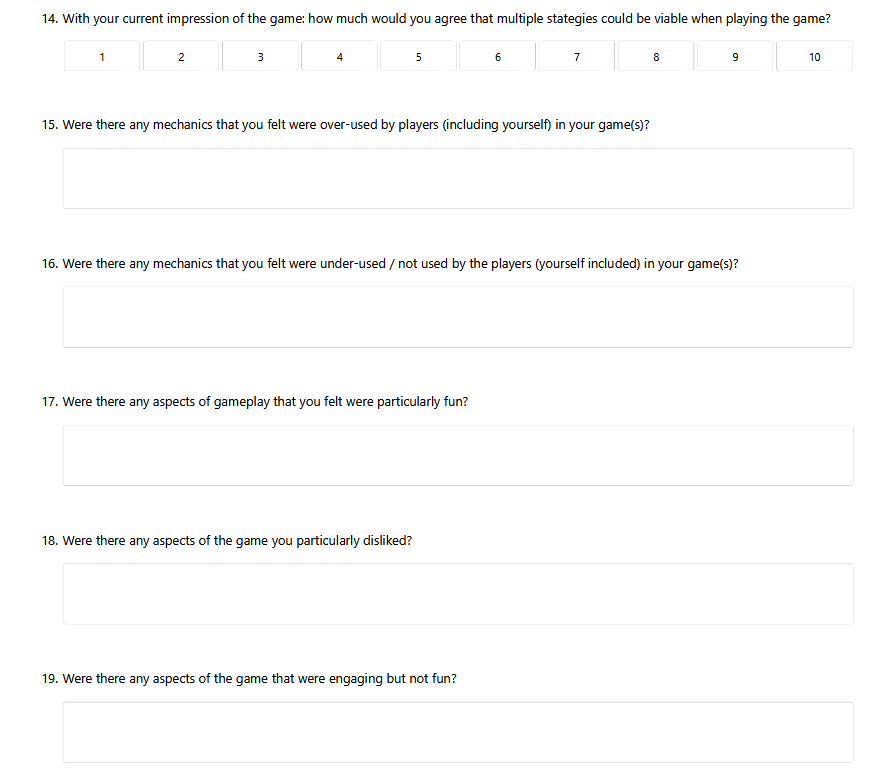 14. With your current impression of the game: how much would you agree that multiple stategies could be viable when playing the game?
1 2 3 4 5 6 7 8 9 10
15. Were there any mechanics that you felt were over-used by players (including yourself) in your game(s)?
16. Were there any mechanics that you felt were under-used / not used by the players (yourself included) in your game(s)?
17. Were there any aspects of gameplay that you felt were particularly fun?
18. Were there any aspects of the game you particularly disliked?
19. Were there any aspects of the game that were engaging but not fun?